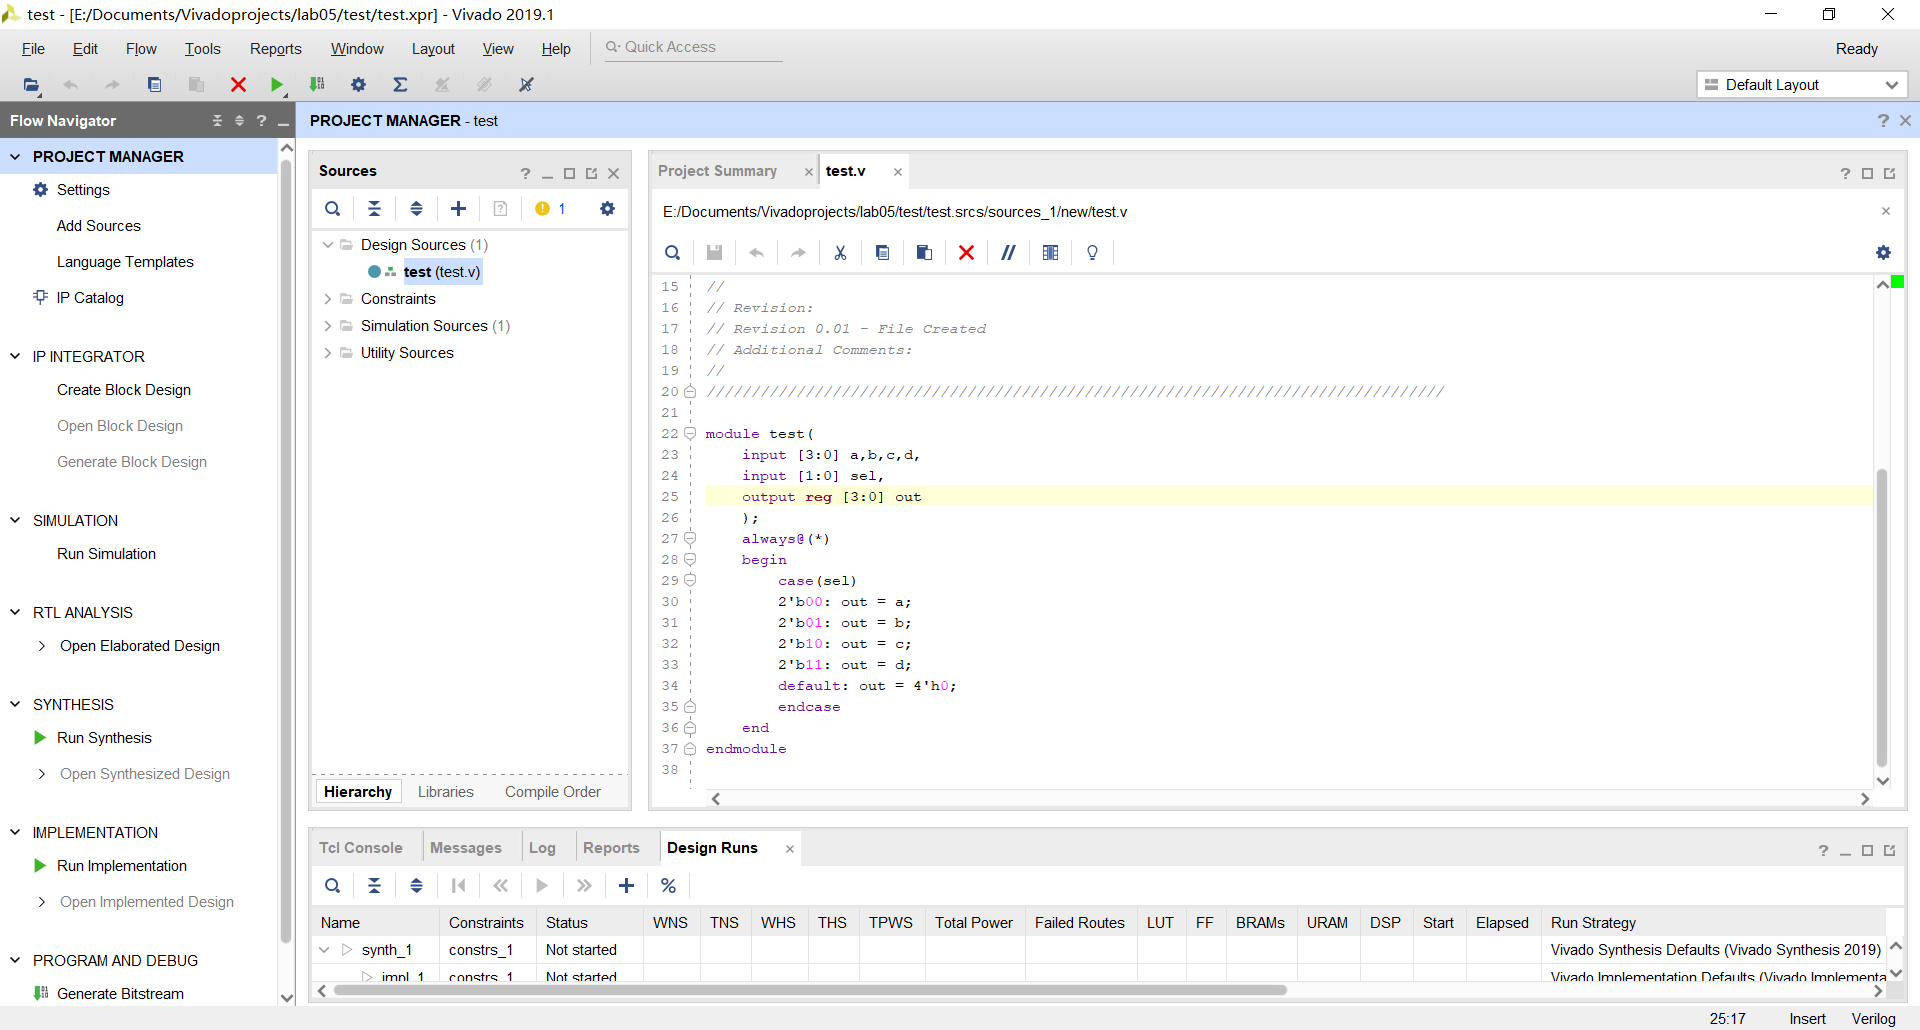 test - [E:/Documents/Vivadoprojects/lab05/test/test.xpr] - Vivado 2019.1
File Edit Flow Tools Reports Window Layout View Help Quick Access Ready
Default Layout
Flow Navigator
PROJECT MANAGER
Settings
Add Sources
Language Templates
IP Catalog
IP INTEGRATOR
Create Block Design
Open Block Design
Generate Block Design
SIMULATION
Run Simulation
RTL ANALYSIS
Open Elaborated Design
SYNTHESIS
Run Synthesis
Open Synthesized Design
IMPLEMENTATION
Run Implementation
Open Implemented Design
PROGRAM AND DEBUG
Generate Bitstream
PROJECT MANAGER - test
Sources
1
Design Sources (1)
test (test.v)
Constraints
Simulation Sources (1)
Utility Sources
Hierarchy Libraries Compile Order
Project Summary test.v
E:/Documents/Vivadoprojects/lab05/test/test.srcs/sources_1/new/test.v
15 //
16 // Revision:
17 // Revision 0.01 - File Created
18 // Additional Comments:
19 //
20 //////////////////////////////////////////////////////////////////////////////////
21
22 module test(
23 input [3:0] a,b,c,d,
24 input [1:0] sel,
25 output reg [3:0] out
26 );
27 always@(*)
28 begin
29 case(sel)
30 2'b00: out = a;
31 2'b01: out = b;
32 2'b10: out = c;
33 2'b11: out = d;
34 default: out = 4'h0;
35 endcase
36 end
37 endmodule
38
Tcl Console Messages Log Reports Design Runs
Name Constraints Status WNS TNS WHS THS TPWS Total Power Failed Routes LUT FF BRAMs URAM DSP Start Elapsed Run Strategy
synth_1 constrs_1 Not started Vivado Synthesis Defaults (Vivado Synthesis 2019)
impl_1 constrs_1 Not started Vivado Implementation Defaults (Vivado Implementa
25:17 Insert Verilog